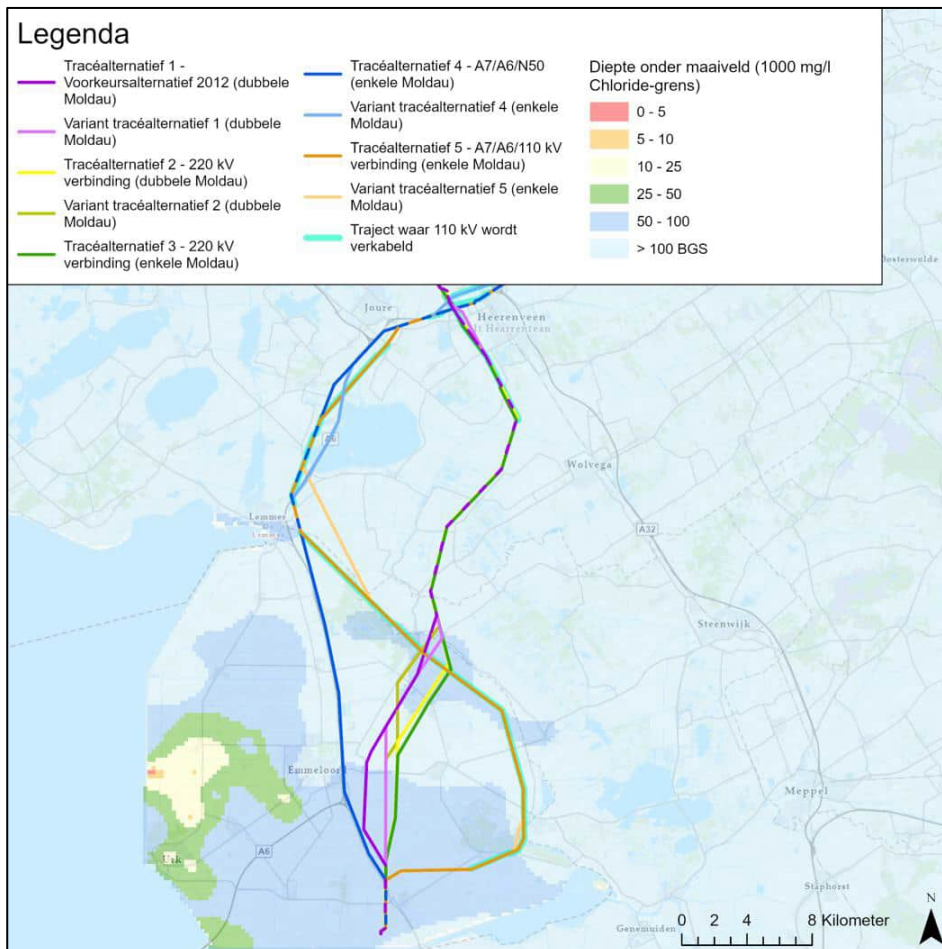 Legenda
Tracéalternatief 1 -
Voorkeursalternatief 2012 (dubbele
Moldau)
Variant tracéalternatief 1 (dubbele
Moldau)
Tracéalternatief 2 - 220 kV
verbinding (dubbele Moldau)
Variant tracéalternatief 2 (dubbele
Moldau)
Tracéalternatief 3 - 220 kV
verbinding (enkele Moldau)
Tracéalternatief 4 - A7/A6/N50
(enkele Moldau)
Variant tracéalternatief 4 (enkele
Moldau)
Tracéalternatief 5 - A7/A6/110 kV
verbinding (enkele Moldau)
Variant tracéalternatief 5 (enkele
Moldau)
Traject waar 110 kV wordt
verkabeld
Diepte onder maaiveld (1000 mg/l
Chloride-grens)
0 - 5
5 - 10
10 - 25
25 - 50
50 - 100
> 100 BGS
Joure
Heerenveen
A6
Wolvega
Lemmer
A32
Steenwijk
Emmeloord
Meppel
Urk
A6
Staphorst
Genemuiden
N
0 2 4 8 Kilometer